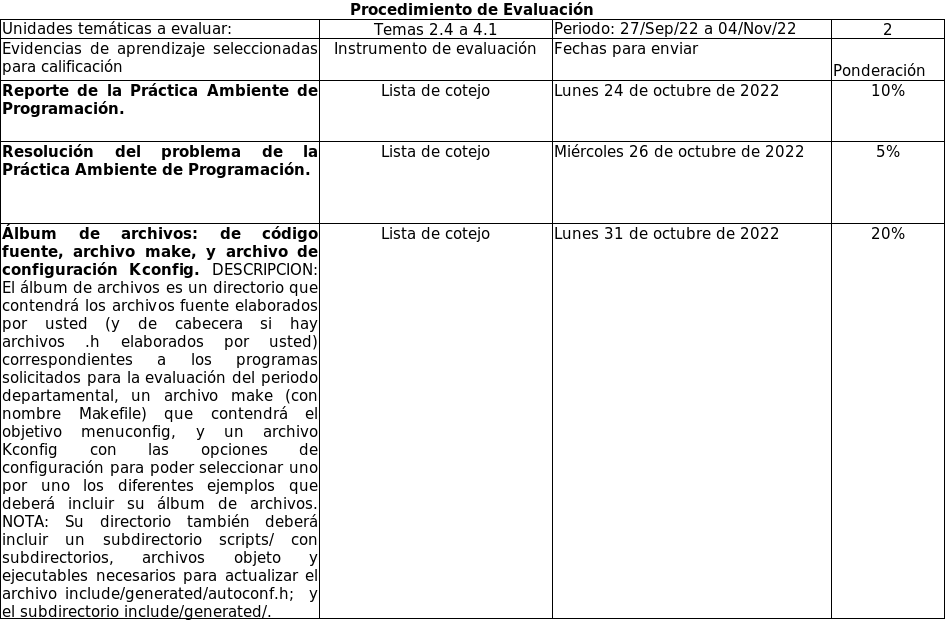 Procedimiento de Evaluación
Unidades temáticas a evaluar: Temas 2.4 a 4.1 Periodo: 27/Sep/22 a 04/Nov/22 2
Evidencias de aprendizaje seleccionadas Instrumento de evaluación Fechas para enviar
para calificación Ponderación
Reporte de la Práctica Ambiente de Lista de cotejo Lunes 24 de octubre de 2022 10%
Programación.
Resolución del problema de la Lista de cotejo Miércoles 26 de octubre de 2022 5%
Práctica Ambiente de Programación.
Álbum de archivos: de código Lista de cotejo Lunes 31 de octubre de 2022 20%
fuente, archivo make, y archivo de
configuración Kconfig. DESCRIPCION:
El álbum de archivos es un directorio que
contendrá los archivos fuente elaborados
por usted (y de cabecera si hay
archivos .h elaborados por usted)
correspondientes a los programas
solicitados para la evaluación del periodo
departamental, un archivo make (con
nombre Makefile) que contendrá el
objetivo menuconfig, y un archivo
Kconfig con las opciones de
configuración para poder seleccionar uno
por uno los diferentes ejemplos que
deberá incluir su álbum de archivos.
NOTA: Su directorio también deberá
incluir un subdirectorio scripts/ con
subdirectorios, archivos objeto y
ejecutables necesarios para actualizar el
archivo include/generated/autoconf.h; y
el subdirectorio include/generated/.